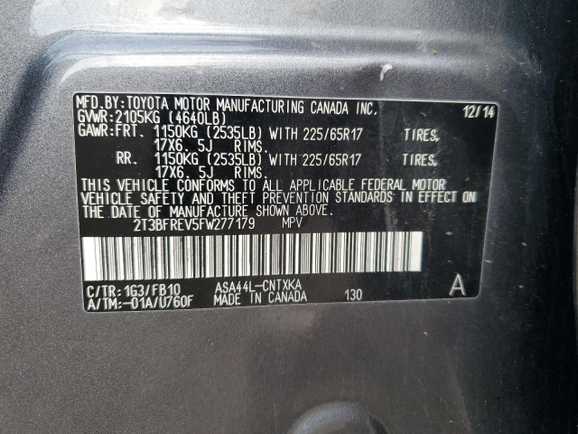 MFD.BY:TOYOTA MOTOR MANUFACTURING CANADA INC. 12/14
GVWR:2105KG (4640LB)
GAWR:FRT. 1150KG (2535LB) WITH 225/65R17 TIRES,
17X6. 5J RIMS.
RR. 1150KG (2535LB) WITH 225/65R17 TIRES,
17X6. 5J RIMS.
THIS VEHICLE CONFORMS TO ALL APPLICABLE FEDERAL MOTOR
VEHICLE SAFETY AND THEFT PREVENTION STANDARDS IN EFFECT ON
THE DATE OF MANUFACTURE SHOWN ABOVE.
2T3BFREV5FW277179 MPV
C/TR:1G3/FB10 ASA44L-CNTXKA A
A/TM:-01A/U760F MADE IN CANADA 130